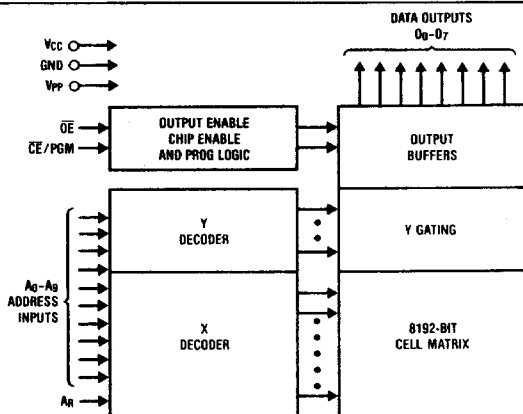 DATA OUTPUTS
O0-O7
VCC
GND
VPP
OE
CE/PGM
OUTPUT ENABLE
CHIP ENABLE
AND PROG LOGIC
OUTPUT
BUFFERS
Y
DECODER
Y GATING
A0-A9
ADDRESS
INPUTS
X
DECODER
8192-BIT
CELL MATRIX
AR